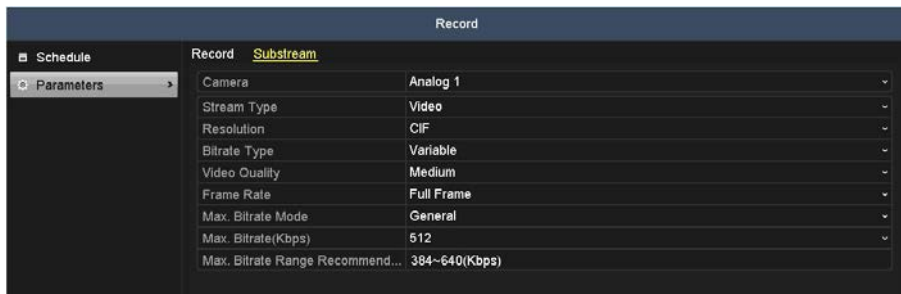 Record
Schedule
Parameters
Record Substream
Camera Analog 1
Stream Type Video
Resolution CIF
Bitrate Type Variable
Video Quality Medium
Frame Rate Full Frame
Max. Bitrate Mode General
Max. Bitrate(Kbps) 512
Max. Bitrate Range Recommend... 384~640(Kbps)